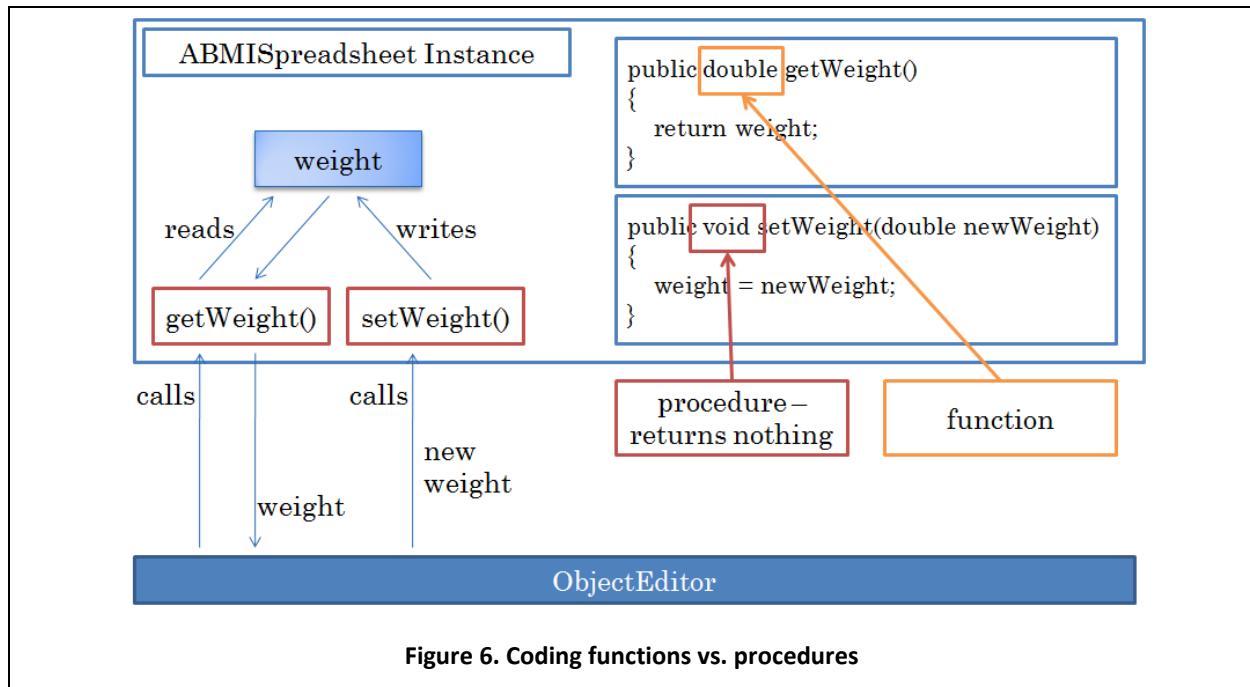 ABMISpreadsheet Instance
weight
reads
writes
getWeight()
setWeight()
calls
calls
new
weight
weight
public double getWeight()
{
return weight;
}
public void setWeight(double newWeight)
{
weight = newWeight;
}
procedure –
returns nothing
function
ObjectEditor
Figure 6. Coding functions vs. procedures